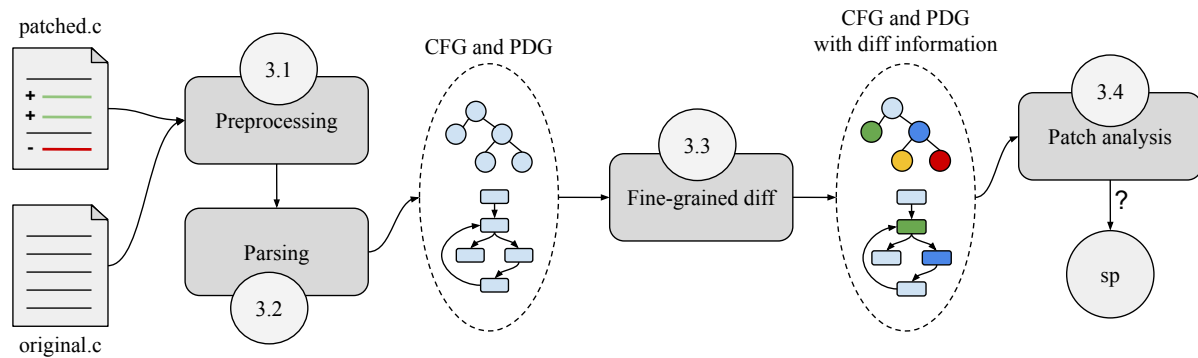 patched.c
+
+
-
original.c
3.1
Preprocessing
Parsing
3.2
CFG and PDG
3.3
Fine-grained diff
CFG and PDG
with diff information
3.4
Patch analysis
?
sp